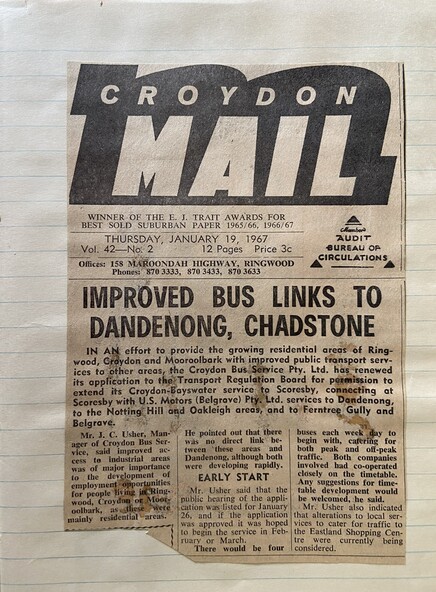 CROYDON
MAIL
WINNER OF THE E. J. TRAIT AWARDS FOR
BEST SOLD SUBURBAN PAPER 1965/66, 1966/67
THURSDAY, JANUARY 19, 1967
Vol. 42—No. 2 12 Pages Price 3c
Offices: 158 MAROONDAH HIGHWAY, RINGWOOD
Phones: 870 3333, 870 3433, 870 3633
Member
AUDIT
BUREAU OF
CIRCULATIONS
IMPROVED BUS LINKS TO
DANDENONG, CHADSTONE
IN AN effort to provide the growing residential areas of Ring-
wood, Croydon and Mooroolbark with improved public transport serv-
ices to other areas, the Croydon Bus Service Pty. Ltd. has renewed
its application to the Transport Regulation Board for permission to
extend its Croydon-Bayswater service to Scoresby, connecting at
Scoresby with U.S. Motors (Belgrave) Pty. Ltd. services to Dandenong,
to the Notting Hill and Oakleigh areas, and to Ferntree Gully and
Belgrave.
Mr. J. C. Usher, Man-
ager of Croydon Bus Ser-
vice, said improved ac-
cess to industrial areas
was of major importance
to the development of
employment opportunities
for people in Ring-
wood, Croydon or Moor-
oolbark, as these were
mainly residential areas.
He pointed out that
there was no direct link be-
tween these areas and
Dandenong, although both
were developing rapidly.
EARLY START
Mr. Usher said that the
public hearing of the appli-
cation was listed for January
26, and if the application
was approved it was hoped
to begin the service in Feb-
ruary or March.
There would be four
buses each week day to
begin with, catering for
both peak and off-peak
traffic. Both companies
involved had co-operated
closely on the timetable.
Any suggestions for time-
table development would
be welcomed, he said.
Mr. Usher also indicated
that alterations to local ser-
vices to cater for traffic to
the Eastland Shopping Cen-
tre were currently being
considered.